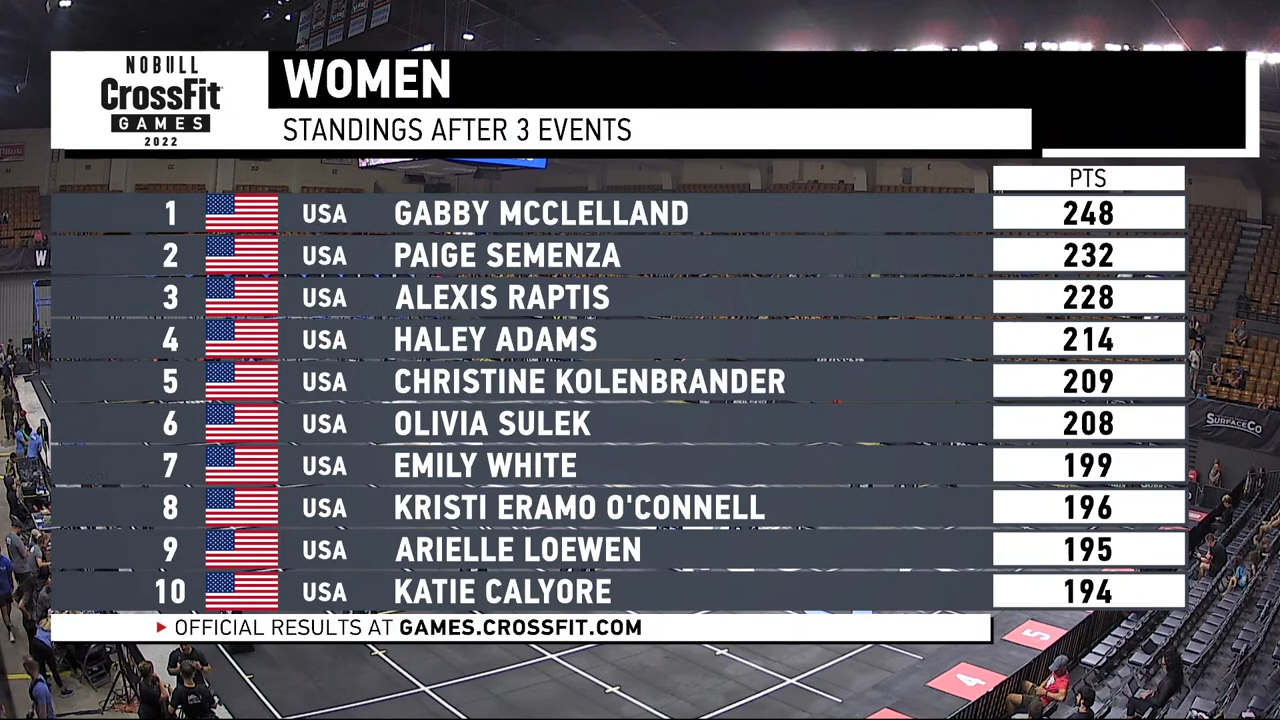 NOBULL
CrossFit
GAMES
2022
WOMEN
STANDINGS AFTER 3 EVENTS
PTS
1 USA GABBY MCCLELLAND 248
2 USA PAIGE SEMENZA 232
3 USA ALEXIS RAPTIS 228
4 USA HALEY ADAMS 214
5 USA CHRISTINE KOLENBRANDER 209
6 USA OLIVIA SULEK 208
7 USA EMILY WHITE 199
8 USA KRISTI ERAMO O'CONNELL 196
9 USA ARIELLE LOEWEN 195
10 USA KATIE CALYORE 194
OFFICIAL RESULTS AT GAMES.CROSSFIT.COM
SURFACECO
5
4